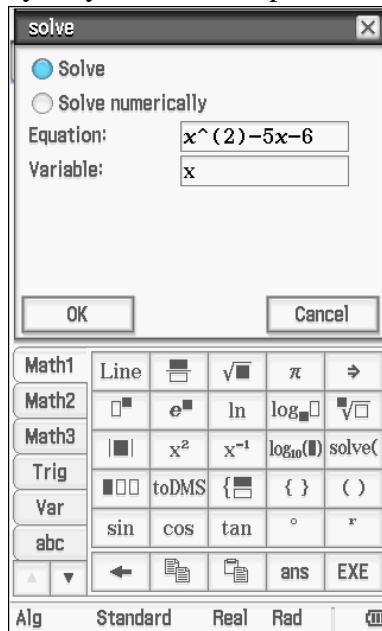 solve
Solve
Solve numerically
Equation: x^(2)-5x-6
Variable: x
OK Cancel
Math1 Line √■ π ⇒
Math2 □■ e■ ln log■□ ■√□
Math3 |■| x² x⁻¹ log₁₀(■) solve(
Trig ■□□ toDMS { { } ( )
Var sin cos tan ° r
abc
← ans EXE
Alg Standard Real Rad